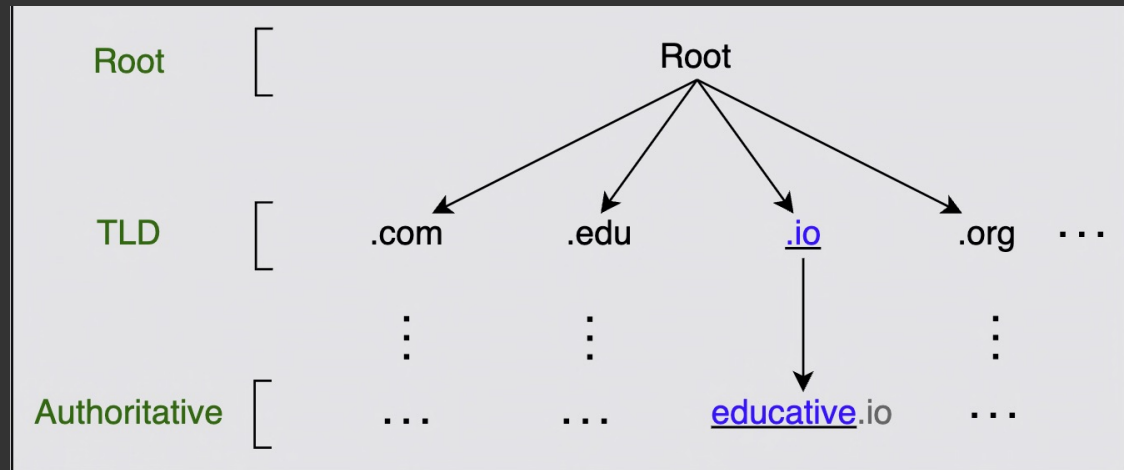 Root Root
TLD .com .edu .io .org ...
Authoritative ... ... educative.io ...